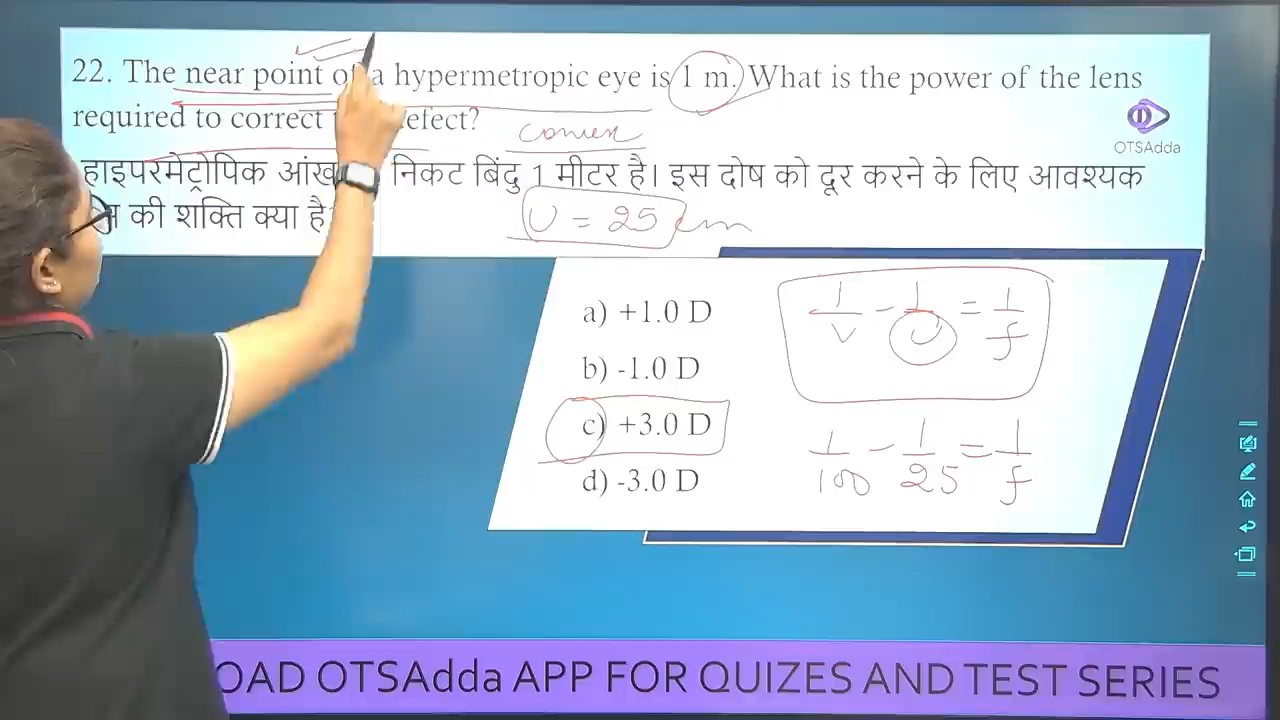 22. The near point of a hypermetropic eye is 1 m. What is the power of the lens
required to correct defect?
convex
हाइपरमेट्रोपिक आंख निकट बिंदु 1 मीटर है। इस दोष को दूर करने के लिए आवश्यक
की शक्ति क्या है
U = 25 cm
OTSAdda
a) +1.0 D
b) -1.0 D
c) +3.0 D
d) -3.0 D
1/v - 1/u = 1/f
1/100 - 1/25 = 1/f
OAD OTSAdda APP FOR QUIZES AND TEST SERIES